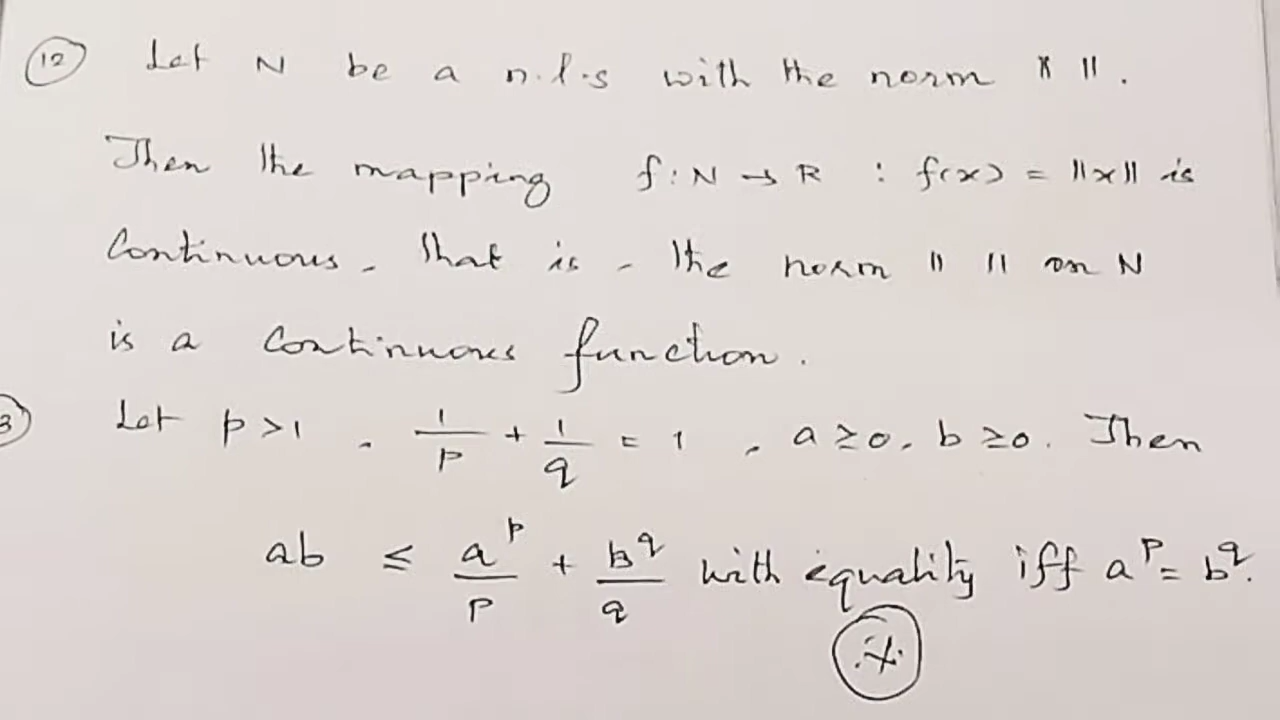 12 Let N be a n.l.s with the norm || ||.
Then the mapping f: N → R : f(x) = ||x|| is
Continuous. That is - the norm || || on N
is a continuous function.
3 Let p > 1, 1/p + 1/q = 1, a ≥ 0, b ≥ 0. Then
ab ≤ a^p/p + b^q/q with equality iff a^p = b^q.